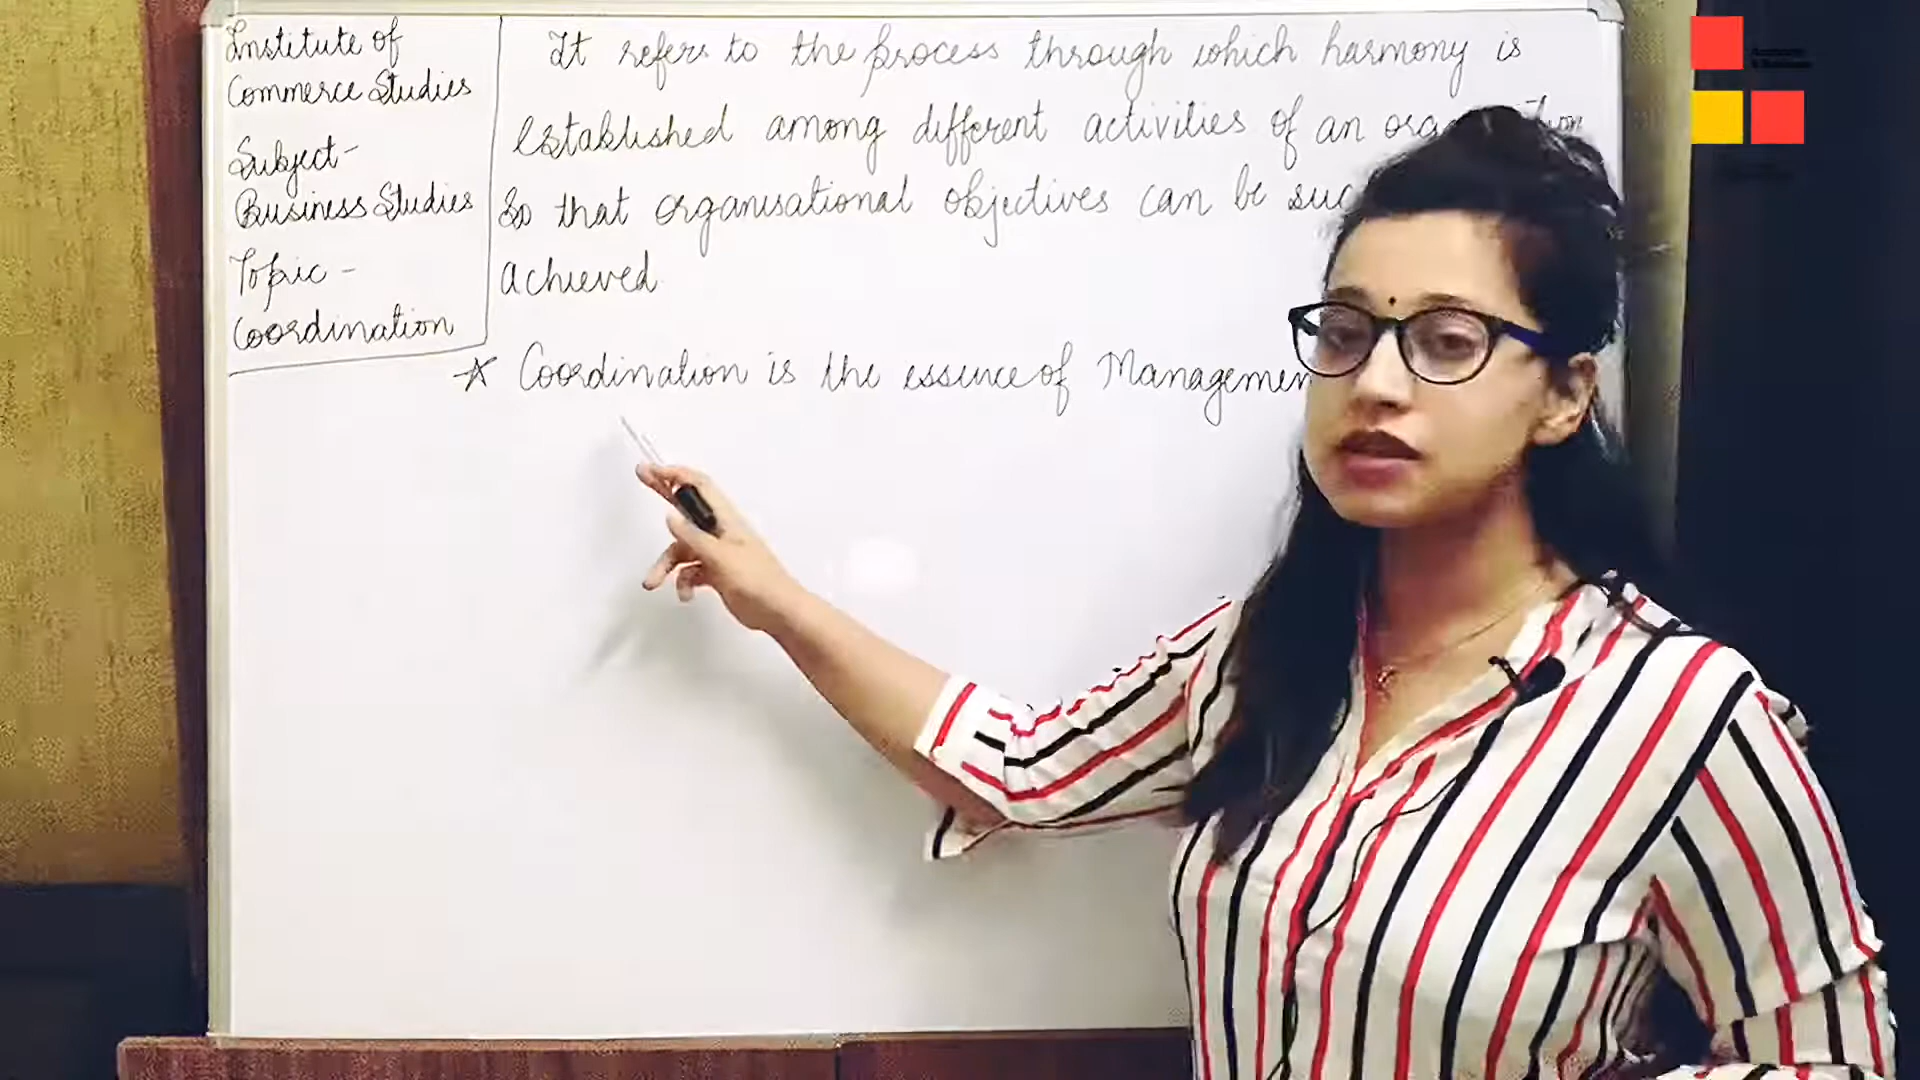 Institute of
Commerce Studies
Subject-
Business Studies
Topic -
Coordination
It refers to the process through which harmony is
established among different activities of an
So that organisational objectives can be
achieved
☆ Coordination is the essence of Management